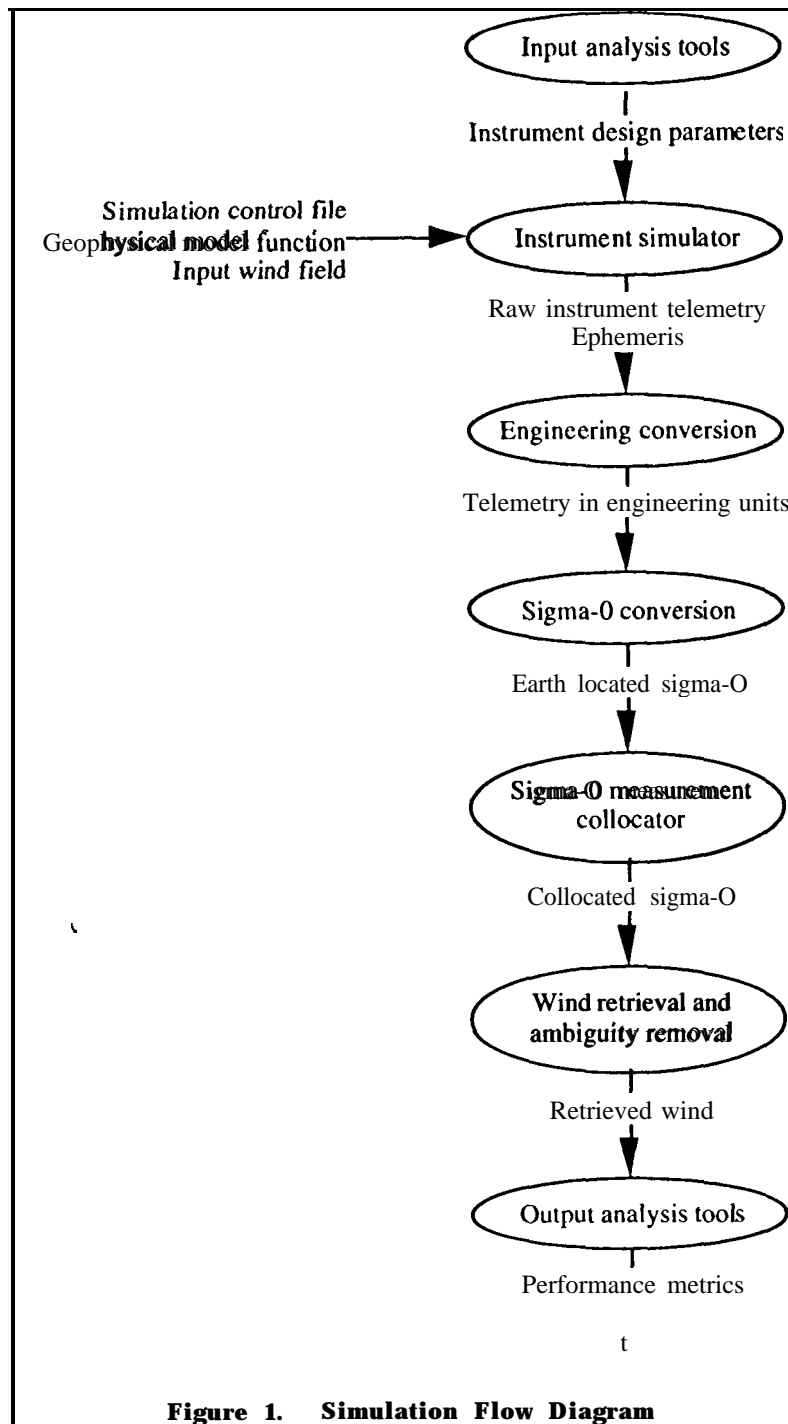 Input analysis tools
Instrument design parameters
Simulation control file
Geophysical model function
Input wind field
Instrument simulator
Raw instrument telemetry
Ephemeris
Engineering conversion
Telemetry in engineering units
Sigma-0 conversion
Earth located sigma-O
Sigma-0 measurement
collocator
Collocated sigma-O
Wind retrieval and
ambiguity removal
Retrieved wind
Output analysis tools
Performance metrics
t
Figure 1. Simulation Flow Diagram